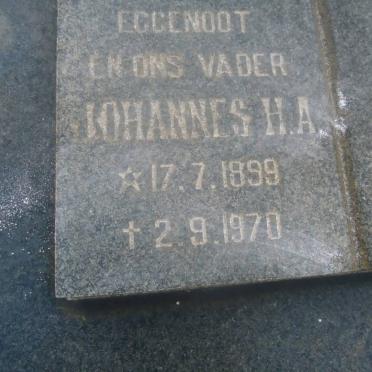 EGGENOOT
EN ONS VADER
JOHANNES H.A.
☆ 17.7.1899
† 2.9.1970